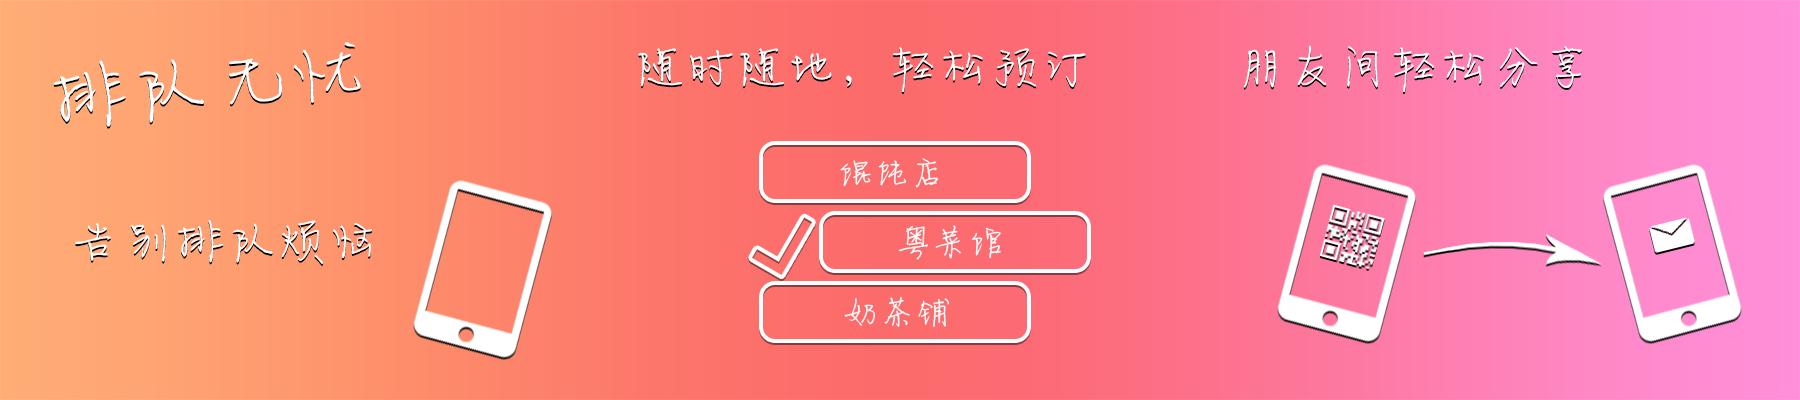 排队无忧
告别排队烦恼
随时随地，轻松预订
馄饨店
粤菜馆
奶茶铺
朋友间轻松分享